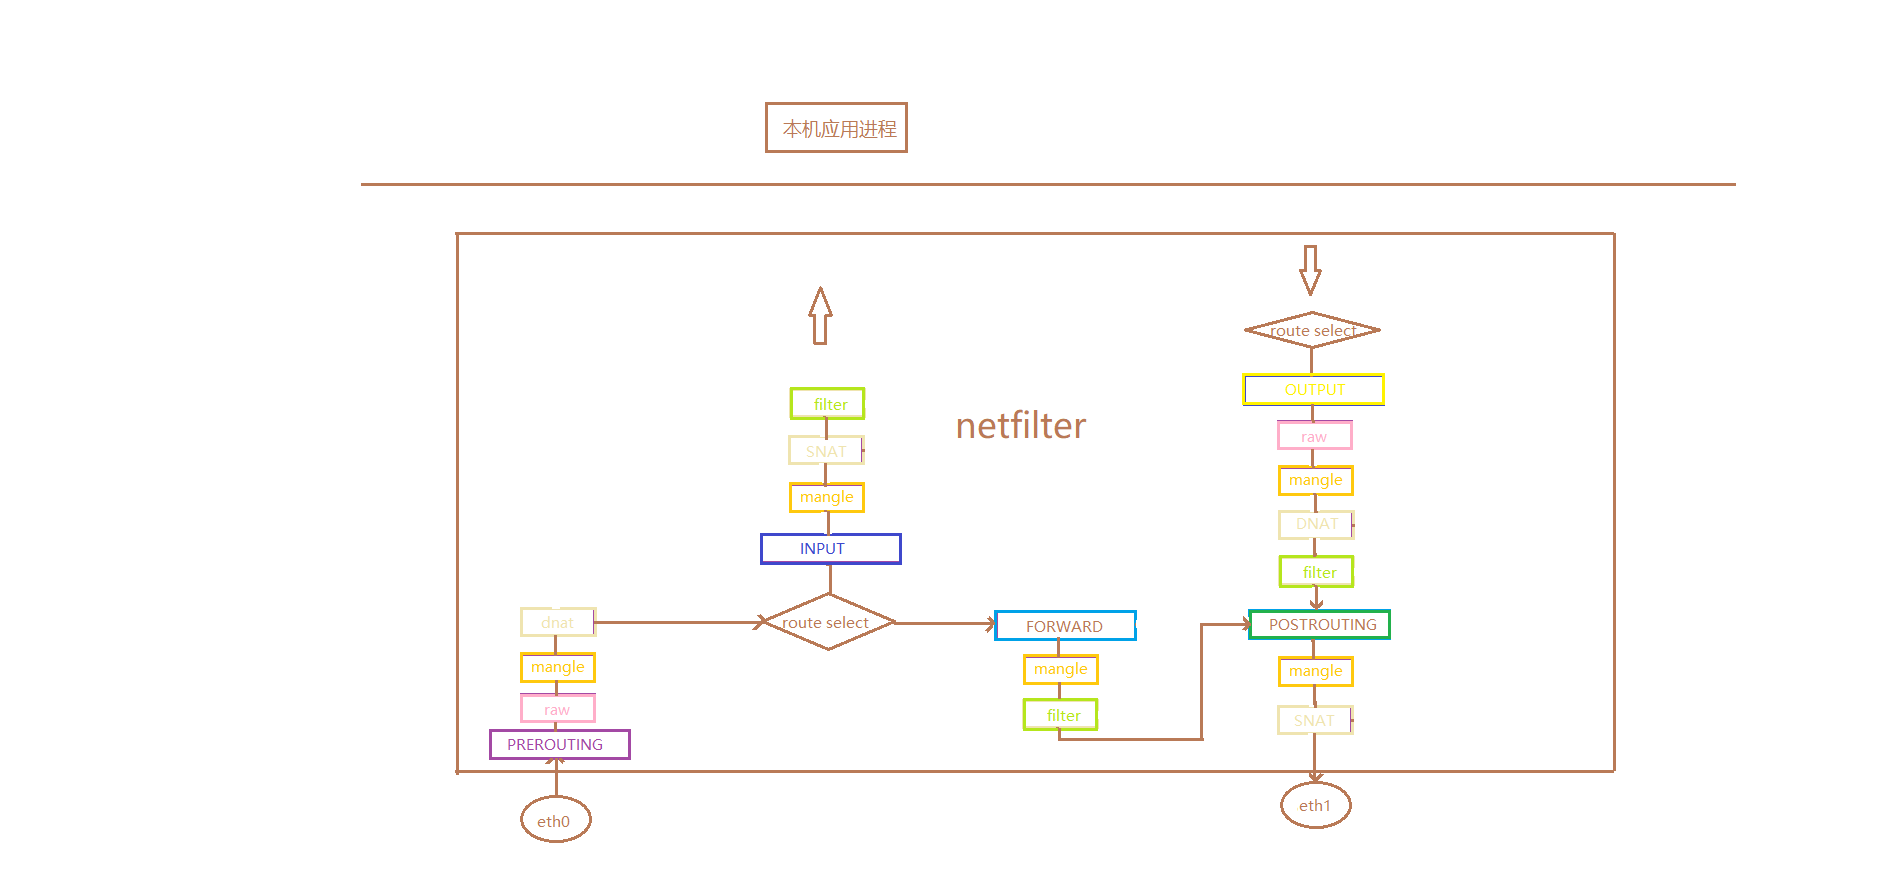 本机应用进程
route select
OUTPUT
filter
netfilter
raw
SNAT
mangle
mangle
DNAT
INPUT
filter
dnat
route select
FORWARD
POSTROUTING
mangle
mangle
mangle
raw
filter
SNAT
PREROUTING
eth0
eth1